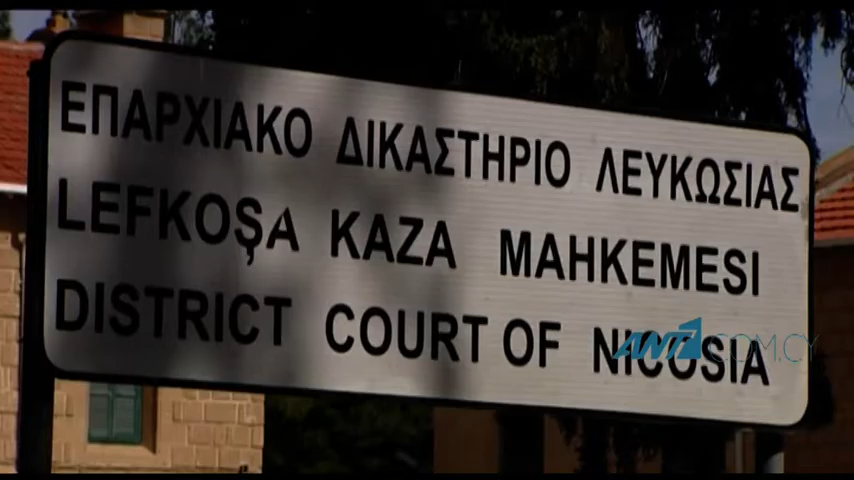 ΕΠΑΡΧΙΑΚΟ ΔΙΚΑΣΤΗΡΙΟ ΛΕΥΚΩΣΙΑΣ
LEFKOŞA KAZA MAHKEMESI
DISTRICT COURT OF NICOSIA
ANT1.COM.CY